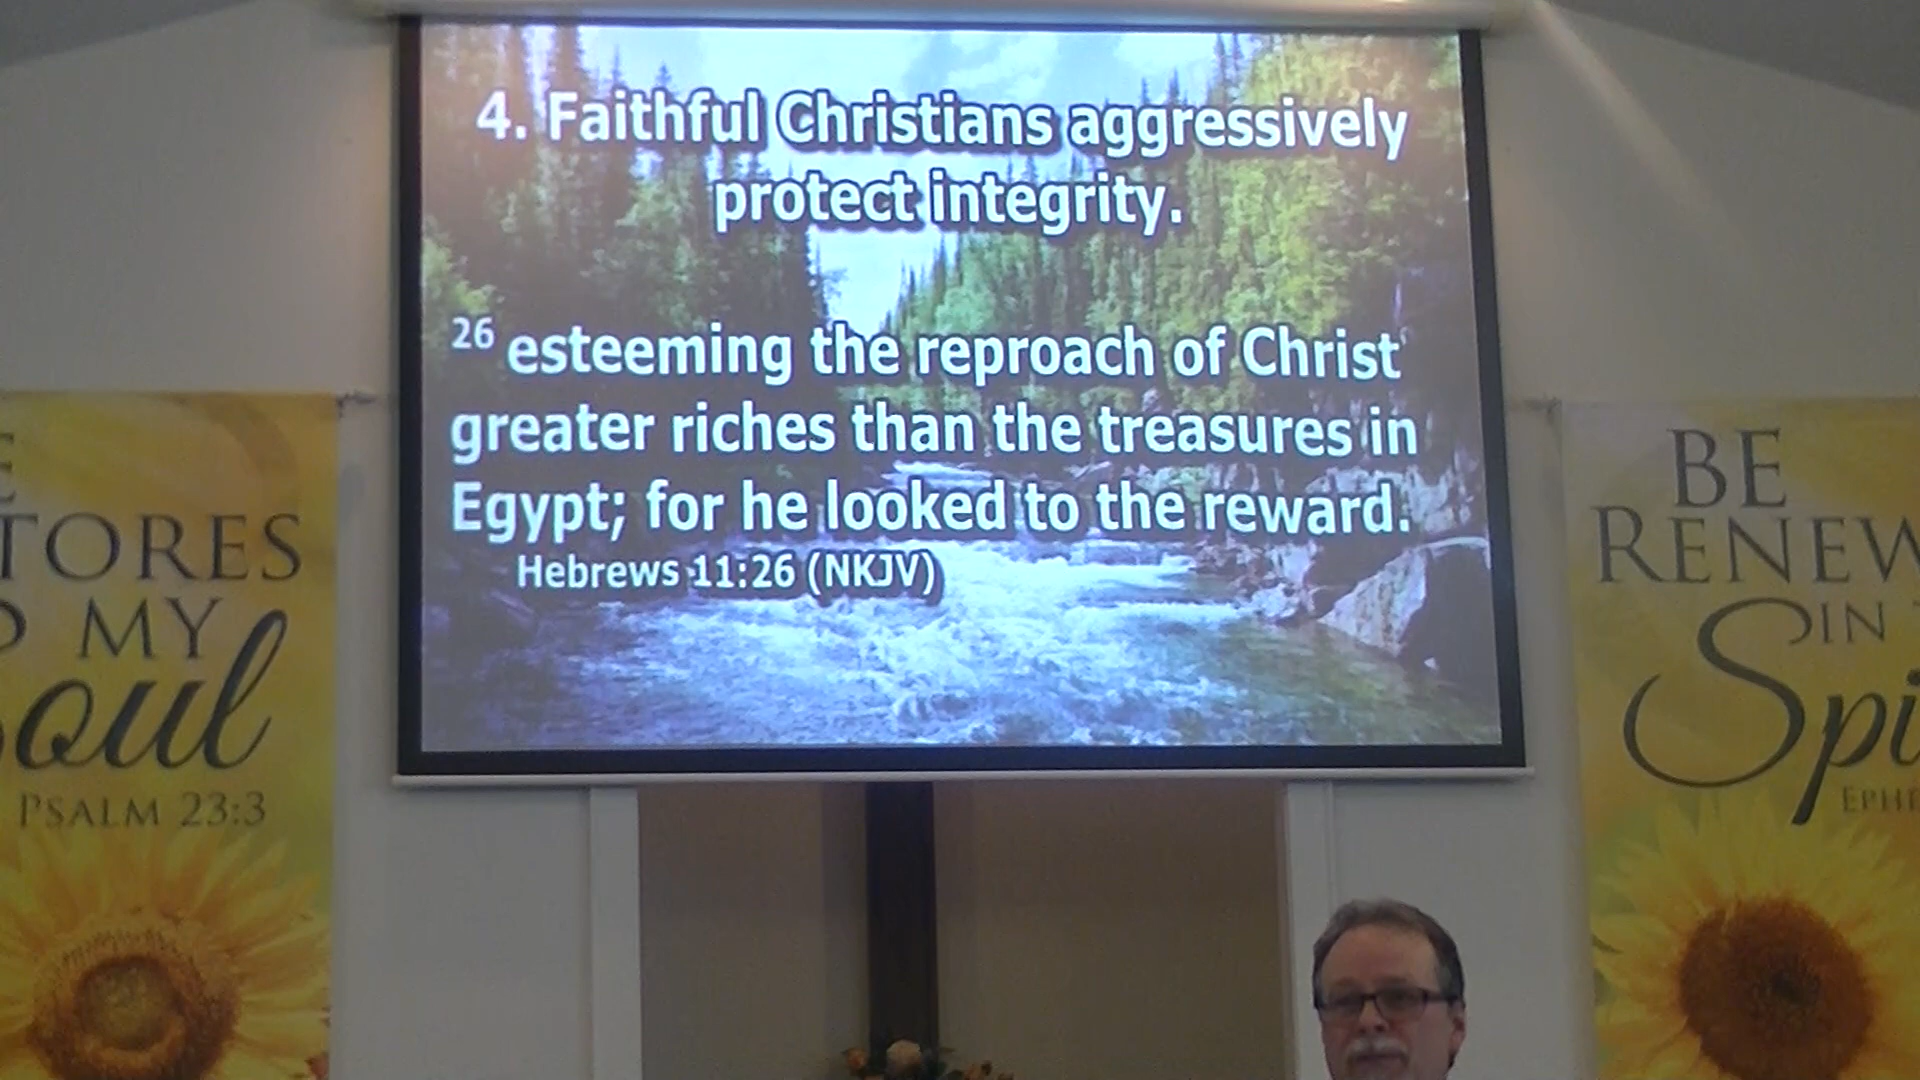 4. Faithful Christians aggressively
protect integrity.
26 esteeming the reproach of Christ
greater riches than the treasures in
Egypt; for he looked to the reward.
Hebrews 11:26 (NKJV)
TORES
MY
Soul
PSALM 23:3
BE
RENEW
IN
Spi
EPHE